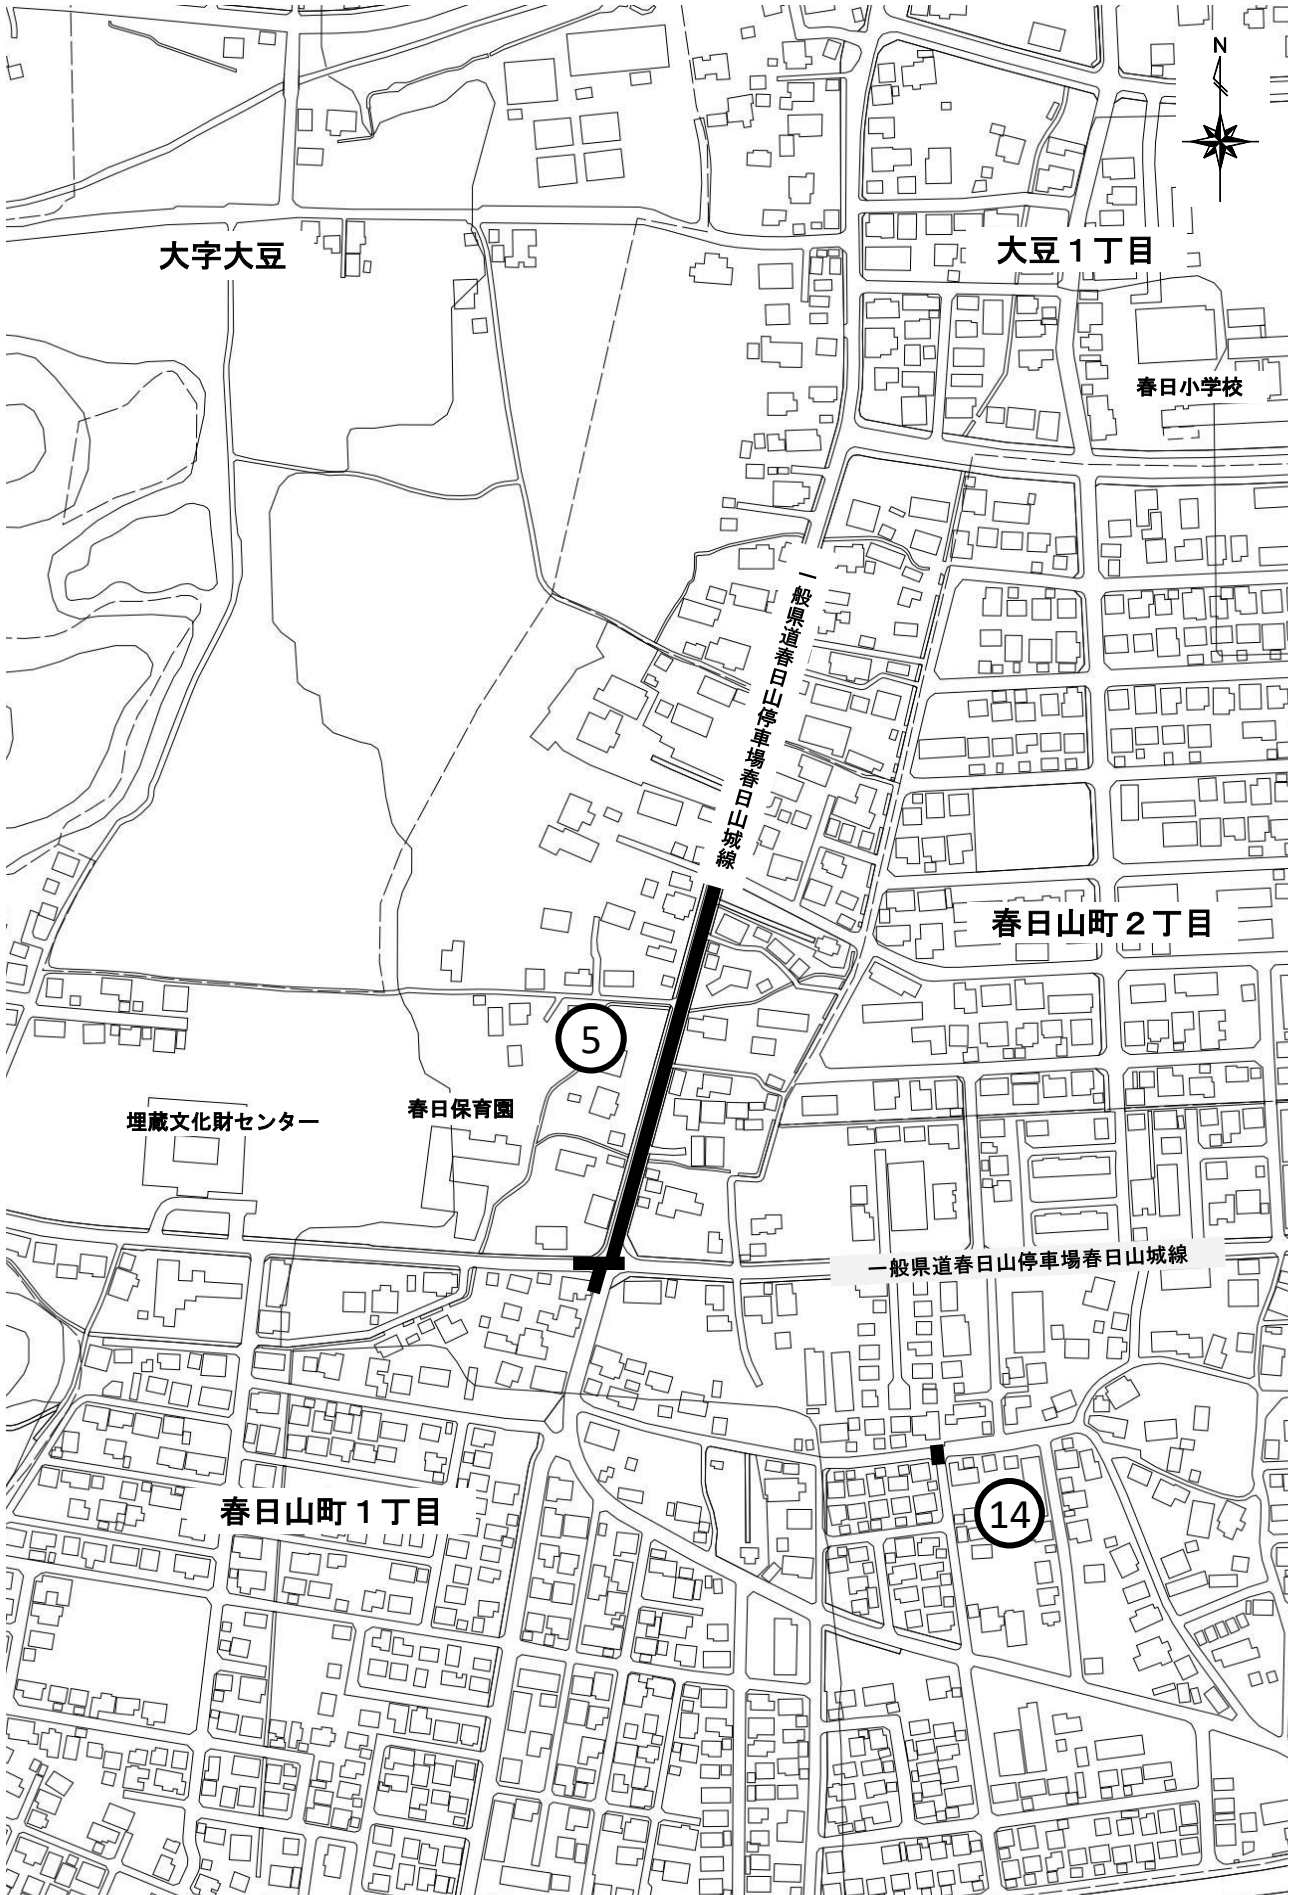 N
大字大豆
大豆１丁目
春日小学校
一般県道春日山停車場春日山城線
春日山町２丁目
5
埋蔵文化財センター
春日保育園
一般県道春日山停車場春日山城線
春日山町１丁目
14